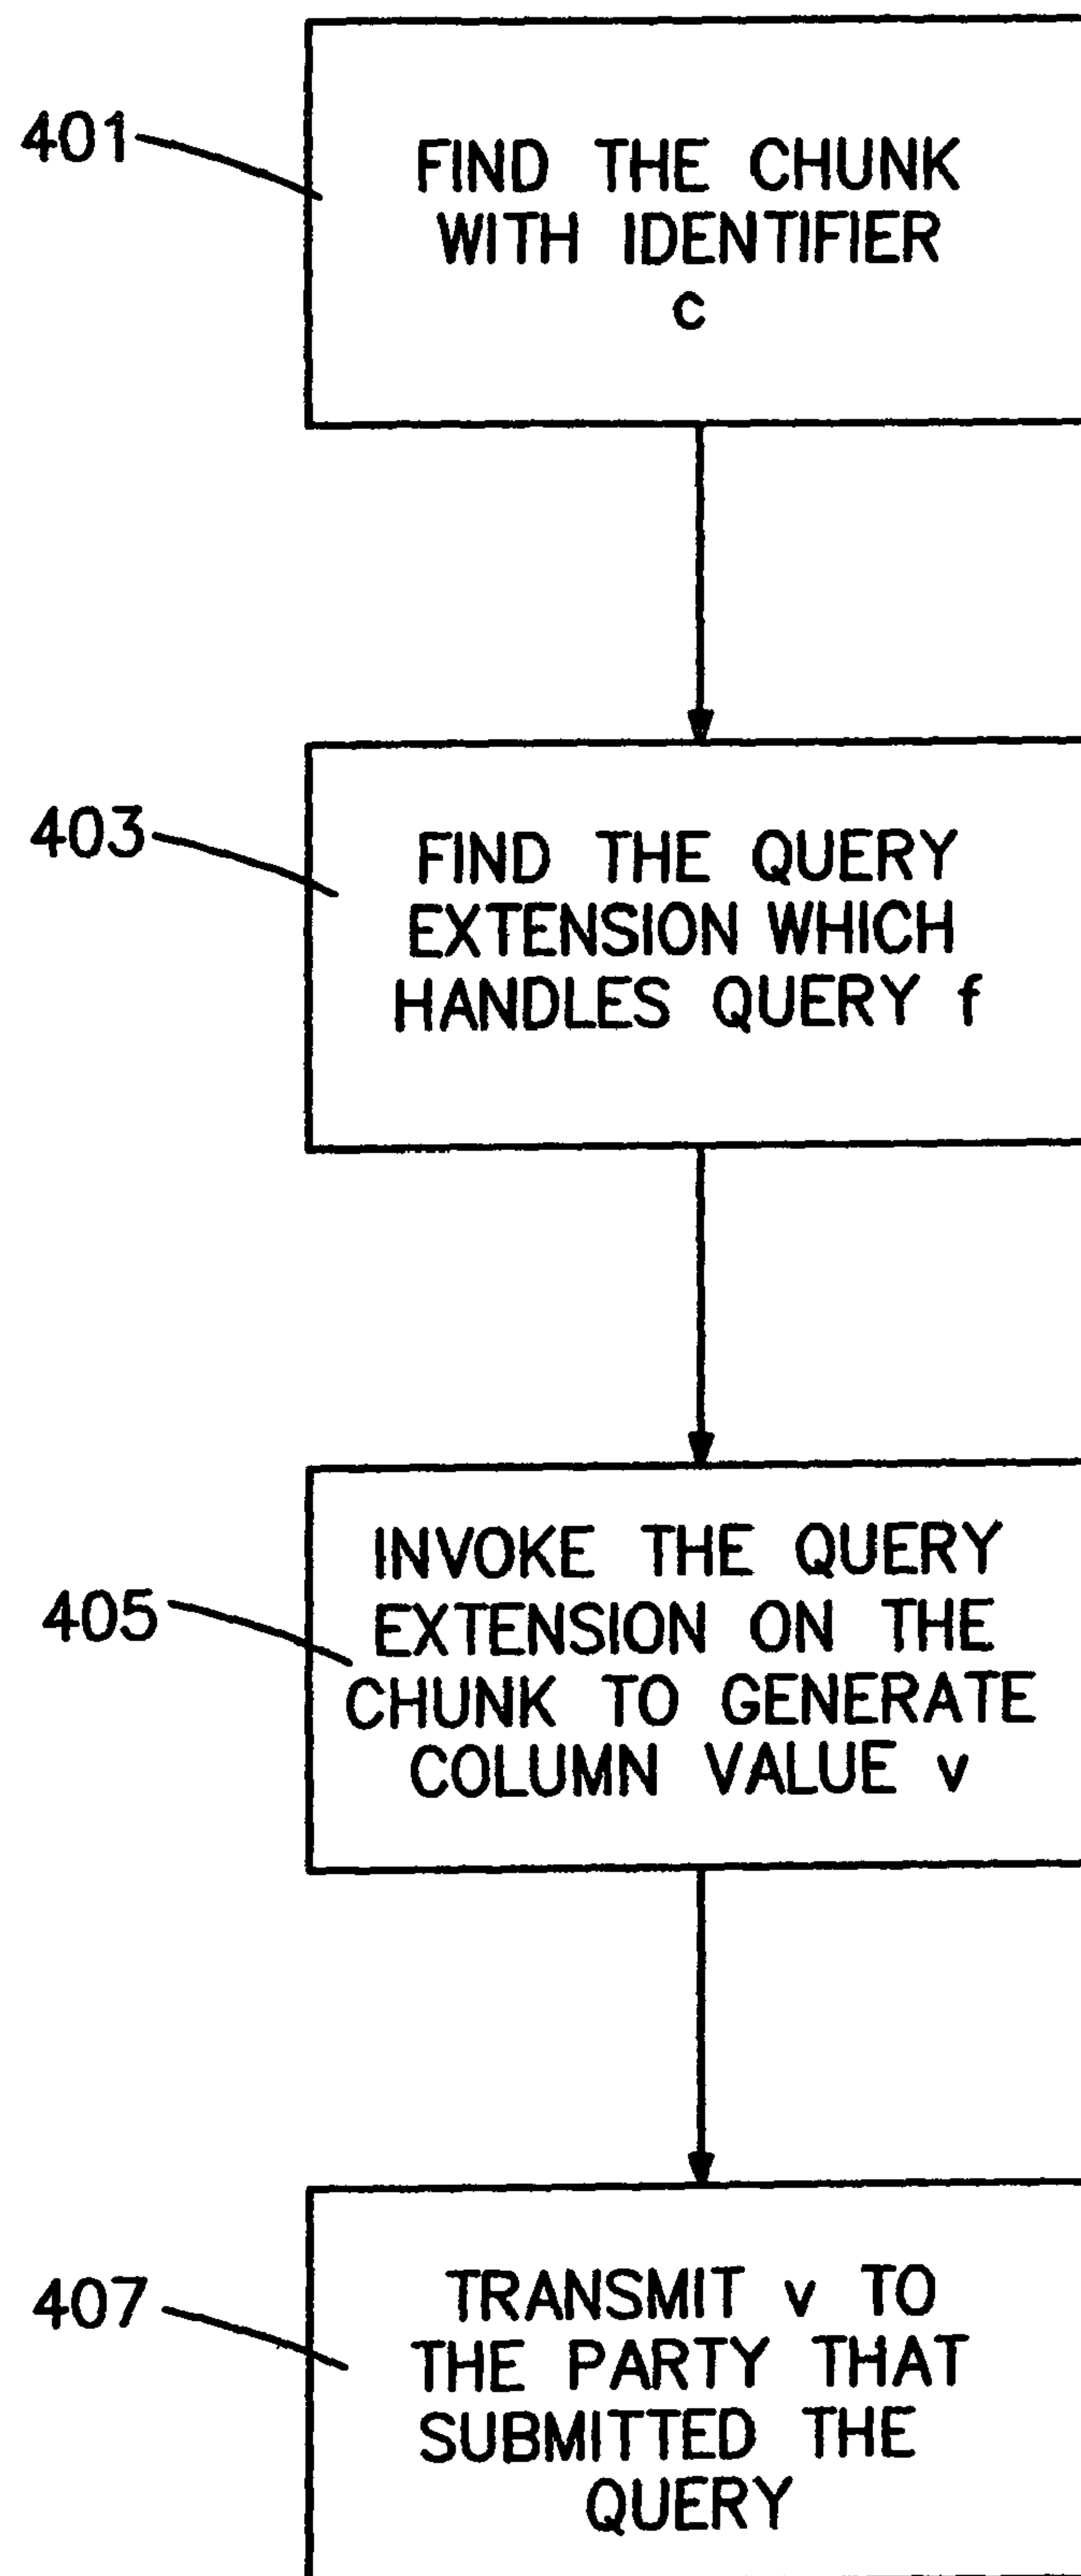 401
FIND THE CHUNK
WITH IDENTIFIER
c
403
FIND THE QUERY
EXTENSION WHICH
HANDLES QUERY f
405
INVOKE THE QUERY
EXTENSION ON THE
CHUNK TO GENERATE
COLUMN VALUE v
407
TRANSMIT v TO
THE PARTY THAT
SUBMITTED THE
QUERY